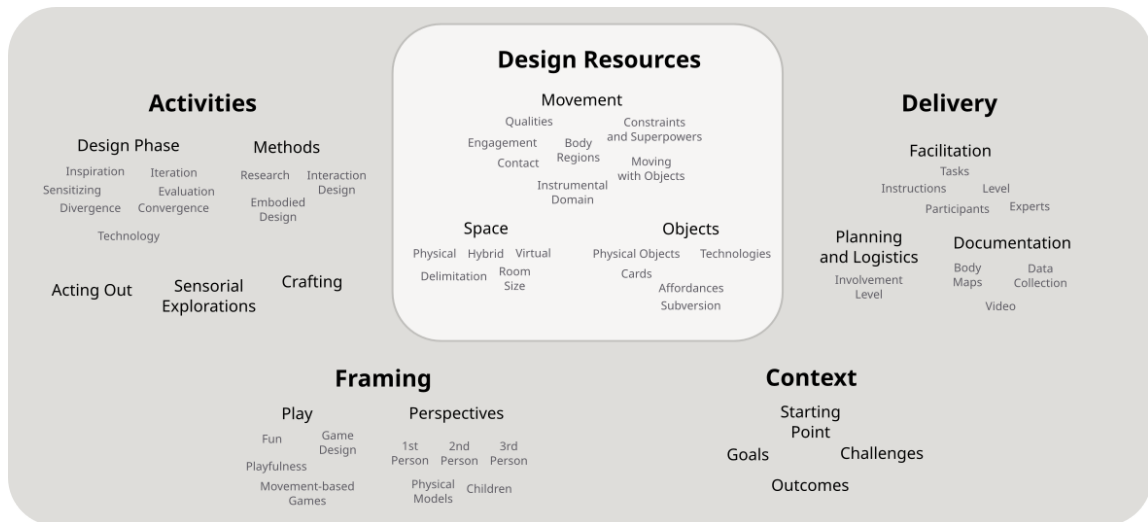 Design Resources
Movement
Qualities
Constraints
and Superpowers
Engagement
Body
Regions
Contact
Moving
with Objects
Instrumental
Domain
Space
Physical Hybrid Virtual
Delimitation
Room
Size
Objects
Physical Objects Technologies
Cards
Affordances
Subversion
Activities
Design Phase
Inspiration Iteration
Sensitizing Evaluation
Divergence Convergence
Technology
Methods
Research
Interaction
Design
Embodied
Design
Acting Out
Sensorial
Explorations
Crafting
Delivery
Facilitation
Tasks
Instructions Level
Participants Experts
Planning
and Logistics
Involvement
Level
Documentation
Body
Maps
Data
Collection
Video
Framing
Play
Fun
Game
Design
Playfulness
Movement-based
Games
Perspectives
1st
Person
2nd
Person
3rd
Person
Physical
Models
Children
Context
Starting
Point
Goals
Challenges
Outcomes